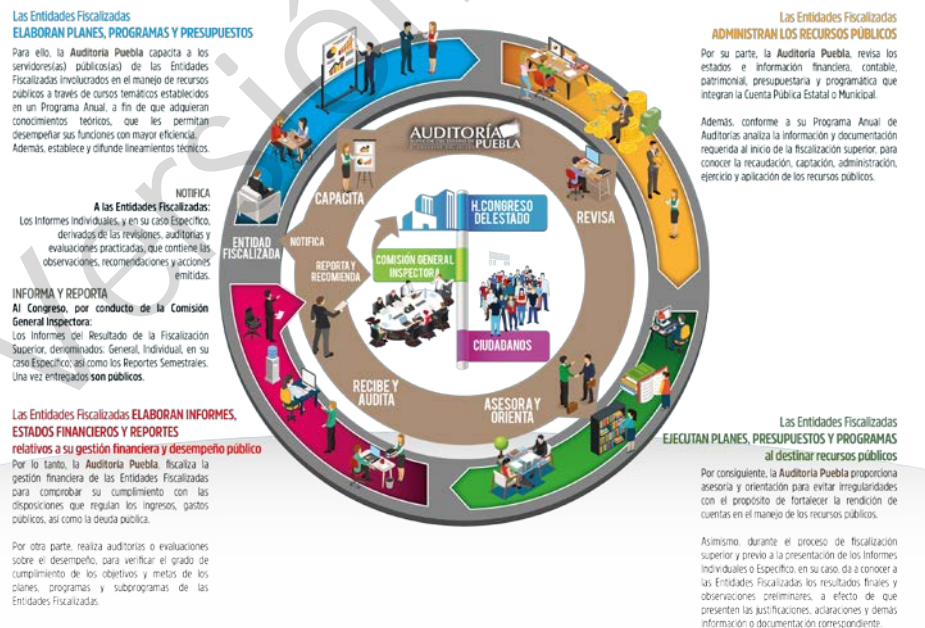 Las Entidades Fiscalizadas
ELABORAN PLANES, PROGRAMAS Y PRESUPUESTOS
Para ello, la Auditoría Puebla capacita a los
servidores(as) públicos(as) de las Entidades
Fiscalizadas involucrados en el manejo de recursos
públicos a través de cursos temáticos establecidos
en un Programa Anual, a fin de que adquieran
conocimientos teóricos, que les permitan
desempeñar sus funciones con mayor eficiencia.
Además, establece y difunde lineamientos técnicos.
NOTIFICA
A las Entidades Fiscalizadas:
Los Informes Individuales, y en su caso Específico,
derivados de las revisiones, auditorías y
evaluaciones practicadas, que contiene las
observaciones, recomendaciones y acciones
emitidas.
INFORMA Y REPORTA
Al Congreso, por conducto de la Comisión
General Inspectora:
Los Informes del Resultado de la Fiscalización
Superior, denominados: General, Individual, en su
caso Específico; así como los Reportes Semestrales.
Una vez entregados son públicos.
Las Entidades Fiscalizadas ELABORAN INFORMES,
ESTADOS FINANCIEROS Y REPORTES
relativos a su gestión financiera y desempeño público
Por lo tanto, la Auditoría Puebla, fiscaliza la
gestión financiera de las Entidades Fiscalizadas
para comprobar su cumplimiento con las
disposiciones que regulan los ingresos, gastos
públicos, así como la deuda pública.
Por otra parte, realiza auditorías o evaluaciones
sobre el desempeño, para verificar el grado de
cumplimiento de los objetivos y metas de los
planes, programas y subprogramas de las
Entidades Fiscalizadas.
AUDITORÍA
PUEBLA
CAPACITA
H. CONGRESO
DEL ESTADO
REVISA
ENTIDAD
FISCALIZADA
NOTIFICA
REPORTA Y
RECOMIENDA
COMISIÓN GENERAL
INSPECTORA
CIUDADANOS
RECIBE Y
AUDITA
ASESORA Y
ORIENTA
Las Entidades Fiscalizadas
ADMINISTRAN LOS RECURSOS PÚBLICOS
Por su parte, la Auditoría Puebla, revisa los
estados e información financiera, contable,
patrimonial, presupuestaria y programática que
integran la Cuenta Pública Estatal o Municipal.
Además, conforme a su Programa Anual de
Auditorías analiza la información y documentación
requerida al inicio de la fiscalización superior, para
conocer la recaudación, captación, administración,
ejercicio y aplicación de los recursos públicos.
Las Entidades Fiscalizadas
EJECUTAN PLANES, PRESUPUESTOS Y PROGRAMAS
al destinar recursos públicos
Por consiguiente, la Auditoría Puebla proporciona
asesoría y orientación para evitar irregularidades
con el propósito de fortalecer la rendición de
cuentas en el manejo de los recursos públicos.
Asimismo, durante el proceso de fiscalización
superior y previo a la presentación de los Informes
Individuales o Específico, en su caso, da a conocer a
las Entidades Fiscalizadas los resultados finales y
observaciones preliminares, a efecto de que
presenten las justificaciones, aclaraciones y demás
información o documentación correspondiente.
Versión